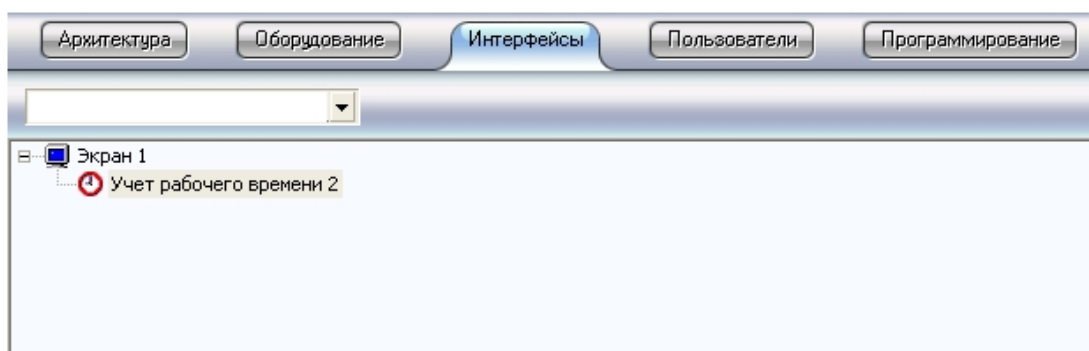 Архитектура Оборудование Интерфейсы Пользователи Программирование
Экран 1
Учет рабочего времени 2